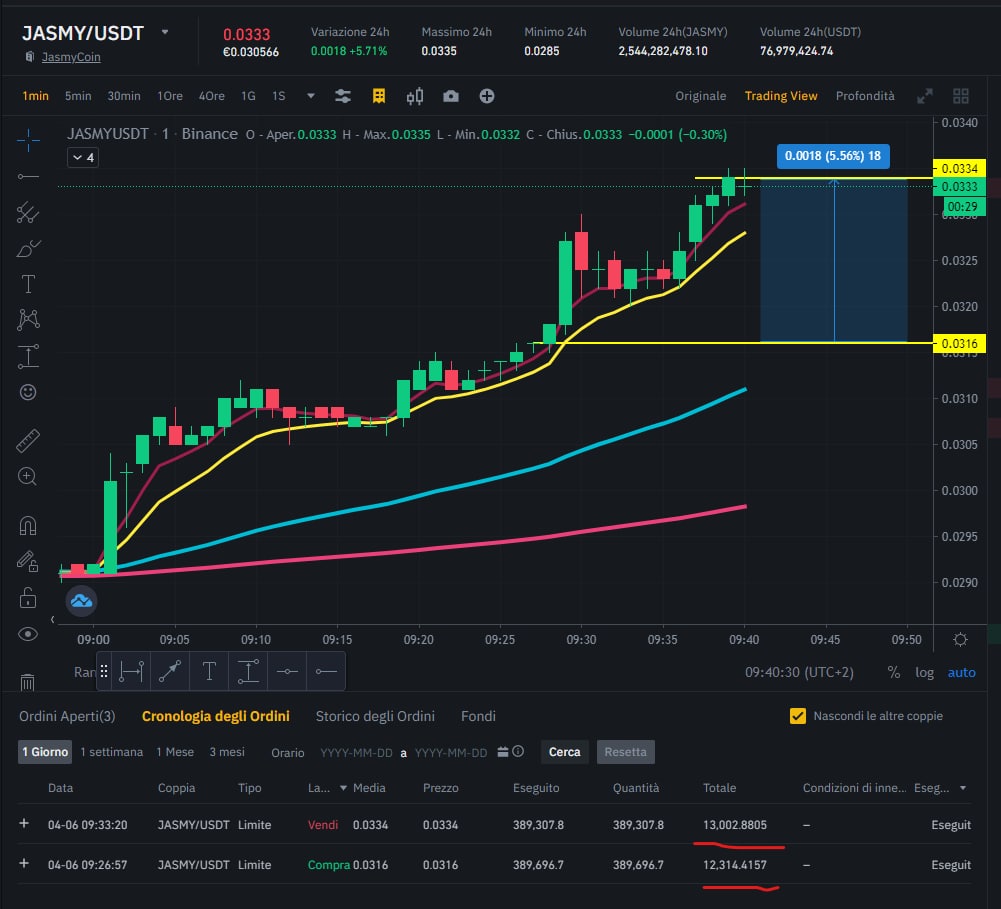 JASMY/USDT
JasmyCoin
0.0333
€0.030566
Variazione 24h
0.0018 +5.71%
Massimo 24h
0.0335
Minimo 24h
0.0285
Volume 24h(JASMY)
2,544,282,478.10
Volume 24h(USDT)
76,979,424.74
1min 5min 30min 1Ore 4Ore 1G 1S
Originale Trading View Profondità
JASMYUSDT · 1 · Binance O - Aper.0.0333 H - Max.0.0335 L - Min.0.0332 C - Chius.0.0333 −0.0001 (−0.30%)
4
0.0340
0.0018 (5.56%) 18
0.0334
0.0333
00:29
0.0325
0.0320
0.0316
0.0310
0.0305
0.0300
0.0295
0.0290
09:00 09:05 09:10 09:15 09:20 09:25 09:30 09:35 09:40 09:45 09:50
Ran
09:40:30 (UTC+2) % log auto
Ordini Aperti(3) Cronologia degli Ordini Storico degli Ordini Fondi
Nascondi le altre coppie
1 Giorno 1 settimana 1 Mese 3 mesi Orario YYYY-MM-DD a YYYY-MM-DD Cerca Resetta
Data Coppia Tipo La... Media Prezzo Eseguito Quantità Totale Condizioni di inne... Eseg...
+ 04-06 09:33:20 JASMY/USDT Limite Vendi 0.0334 0.0334 389,307.8 389,307.8 13,002.8805 – Eseguit
+ 04-06 09:26:57 JASMY/USDT Limite Compra 0.0316 0.0316 389,696.7 389,696.7 12,314.4157 – Eseguit